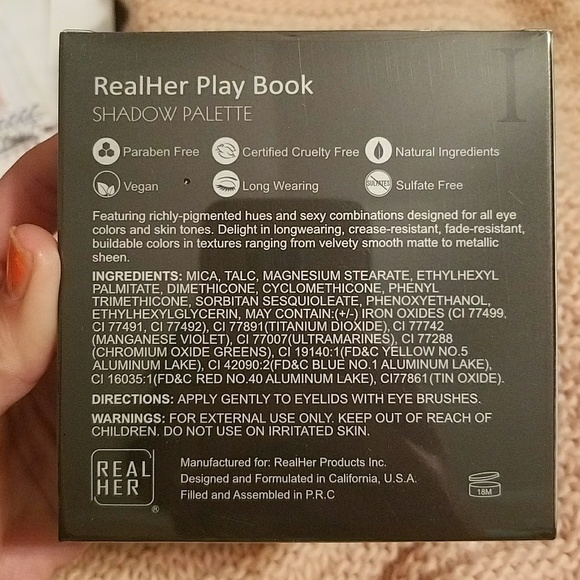 RealHer Play Book
SHADOW PALETTE
I
Paraben Free Certified Cruelty Free Natural Ingredients
Vegan Long Wearing SULFATES Sulfate Free
Featuring richly-pigmented hues and sexy combinations designed for all eye
colors and skin tones. Delight in longwearing, crease-resistant, fade-resistant,
buildable colors in textures ranging from velvety smooth matte to metallic
sheen.
INGREDIENTS: MICA, TALC, MAGNESIUM STEARATE, ETHYLHEXYL
PALMITATE, DIMETHICONE, CYCLOMETHICONE, PHENYL
TRIMETHICONE, SORBITAN SESQUIOLEATE, PHENOXYETHANOL,
ETHYLHEXYLGLYCERIN, MAY CONTAIN:(+/-) IRON OXIDES (CI 77499,
CI 77491, CI 77492), CI 77891(TITANIUM DIOXIDE), CI 77742
(MANGANESE VIOLET), CI 77007(ULTRAMARINES), CI 77288
(CHROMIUM OXIDE GREENS), CI 19140:1(FD&C YELLOW NO.5
ALUMINUM LAKE), CI 42090:2(FD&C BLUE NO.1 ALUMINUM LAKE),
CI 16035:1(FD&C RED NO.40 ALUMINUM LAKE), CI77861(TIN OXIDE).
DIRECTIONS: APPLY GENTLY TO EYELIDS WITH EYE BRUSHES.
WARNINGS: FOR EXTERNAL USE ONLY. KEEP OUT OF REACH OF
CHILDREN. DO NOT USE ON IRRITATED SKIN.
REAL
HER
®
Manufactured for: RealHer Products Inc.
Designed and Formulated in California, U.S.A.
Filled and Assembled in P.R.C
18M